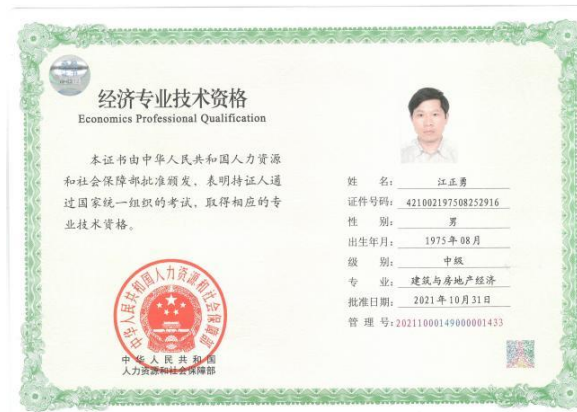 经济专业技术资格
Economics Professional Qualification
本证书由中华人民共和国人力资源
和社会保障部批准颁发，表明持证人通
过国家统一组织的考试，取得相应的专
业技术资格。
中华人民共和国人力资源和社会保障部
中华人民共和国
人力资源和社会保障部
姓 名：江正勇
证件号码：421002197508252916
性 别：男
出生年月：1975年08月
级 别：中级
专 业：建筑与房地产经济
批准日期：2021年10月31日
管 理 号：20211000149000001433